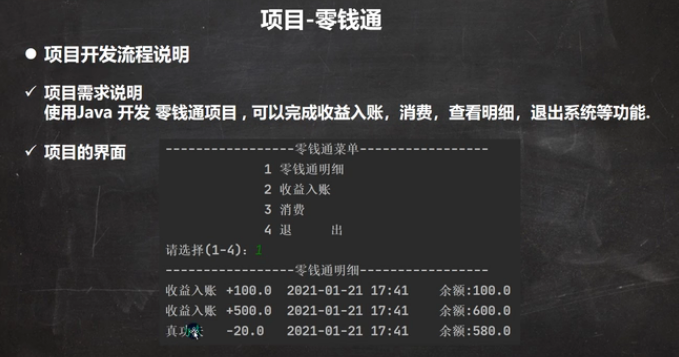 项目-零钱通
● 项目开发流程说明
✓ 项目需求说明
使用Java 开发 零钱通项目 , 可以完成收益入账，消费，查看明细，退出系统等功能.
✓ 项目的界面
-----------------零钱通菜单-----------------
1 零钱通明细
2 收益入账
3 消费
4 退 出
请选择(1-4): 1
-----------------零钱通明细-----------------
收益入账 +100.0 2021-01-21 17:41 余额:100.0
收益入账 +500.0 2021-01-21 17:41 余额:600.0
真功夫 -20.0 2021-01-21 17:41 余额:580.0